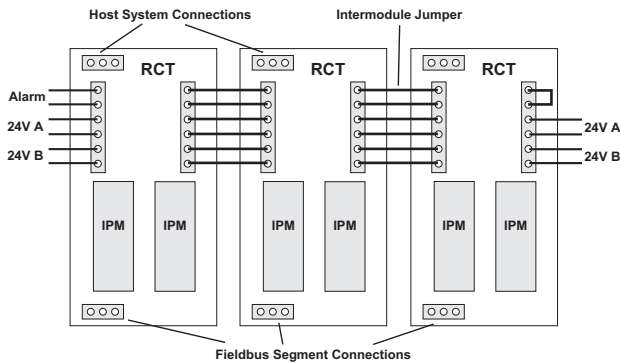 Host System Connections
Intermodule Jumper
RCT
RCT
RCT
Alarm
24V A
24V B
24V A
24V B
IPM
IPM
IPM
IPM
IPM
IPM
Fieldbus Segment Connections